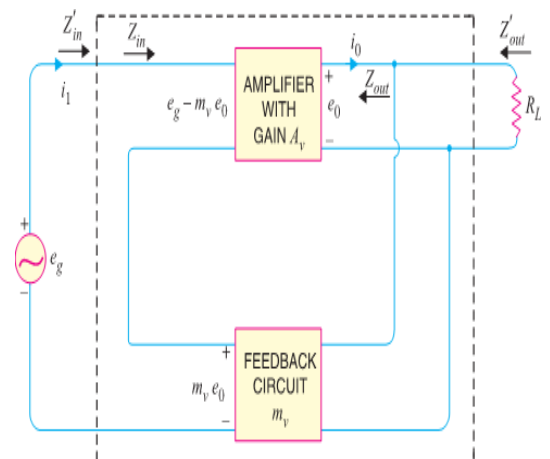 Z'in
Zin
i0
Z'out
i1
AMPLIFIER
WITH
GAIN Av
eg – mv e0
+
e0
–
Zout
RL
+
eg
–
+
mv e0
–
FEEDBACK
CIRCUIT
mv